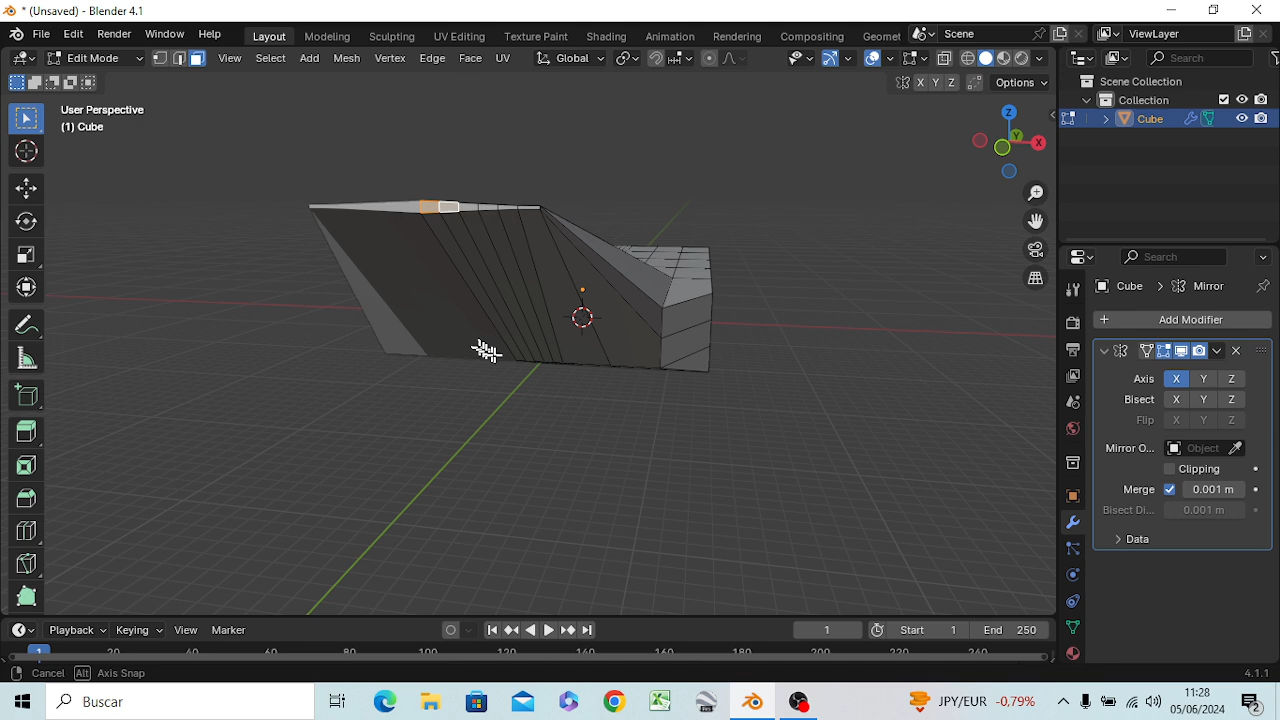 * (Unsaved) - Blender 4.1
File Edit Render Window Help Layout Modeling Sculpting UV Editing Texture Paint Shading Animation Rendering Compositing Geomet Scene ViewLayer
Edit Mode View Select Add Mesh Vertex Edge Face UV Global Search
X Y Z Options
User Perspective
(1) Cube
Scene Collection
Collection
Cube
Z
Y
X
Search
Cube > Mirror
+ Add Modifier
Axis X Y Z
Bisect X Y Z
Flip X Y Z
Mirror O... Object
Clipping
Merge 0.001 m
Bisect Di... 0.001 m
> Data
Playback Keying View Marker 1 Start 1 End 250
1 20 40 60 80 100 120 140 160 180 200 220 240
Cancel Alt Axis Snap 4.1.1
Buscar JPY/EUR -0,79% 11:28
05/06/2024 2